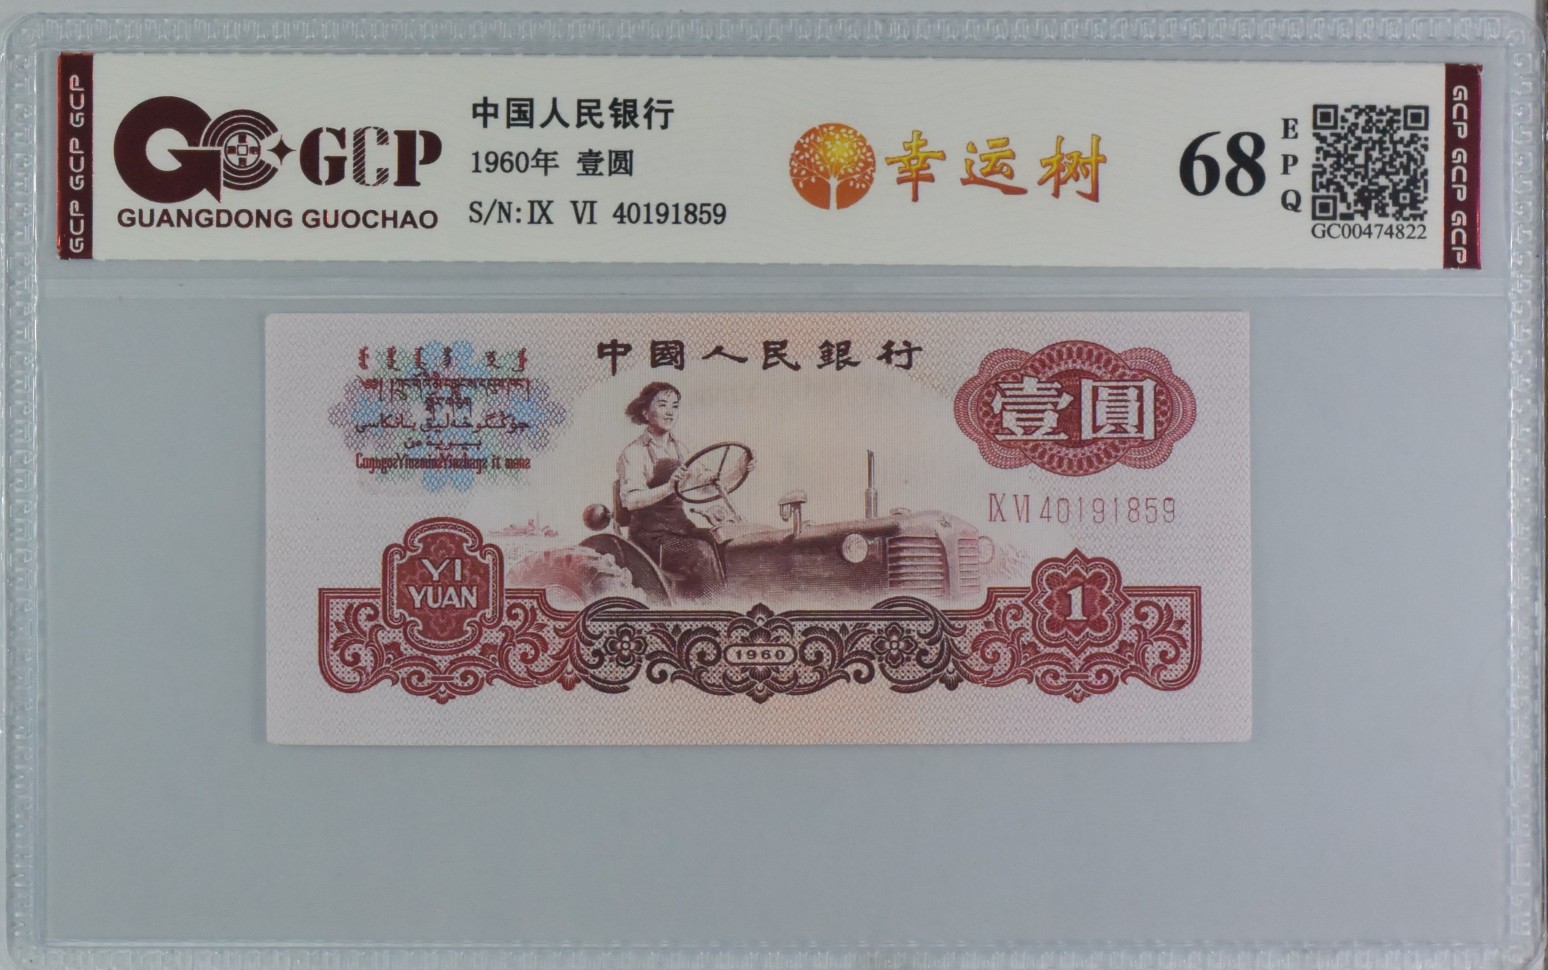 GCP GCP GCP
GCP
GUANGDONG GUOCHAO
中国人民银行
1960年 壹圆
S/N: IX VI 40191859
幸运树
68
EPQ
GC00474822
GCP GCP GCP
中國人民銀行
壹圓
IX VI 40191859
YI
YUAN
1960
1